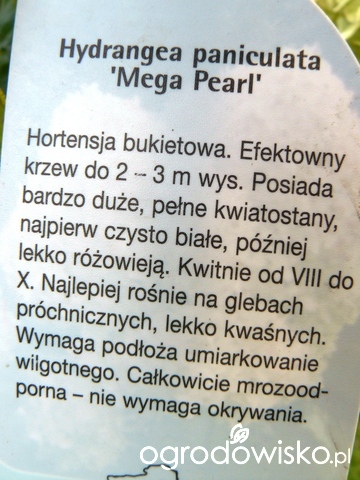 Hydrangea paniculata
'Mega Pearl'
Hortensja bukietowa. Efektowny
krzew do 2 – 3 m wys. Posiada
bardzo duże, pełne kwiatostany,
najpierw czysto białe, później
lekko różowieją. Kwitnie od VIII do
X. Najlepiej rośnie na glebach
próchnicznych, lekko kwaśnych.
Wymaga podłoża umiarkowanie
wilgotnego. Całkowicie mrozood-
porna – nie wymaga okrywania.
ogrodowisko.pl